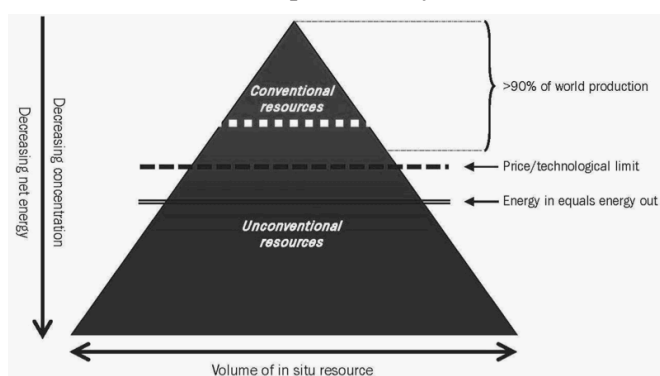 Decreasing net energy
Decreasing concentration
Conventional
resources
>90% of world production
Price/technological limit
Energy in equals energy out
Unconventional
resources
Volume of in situ resource